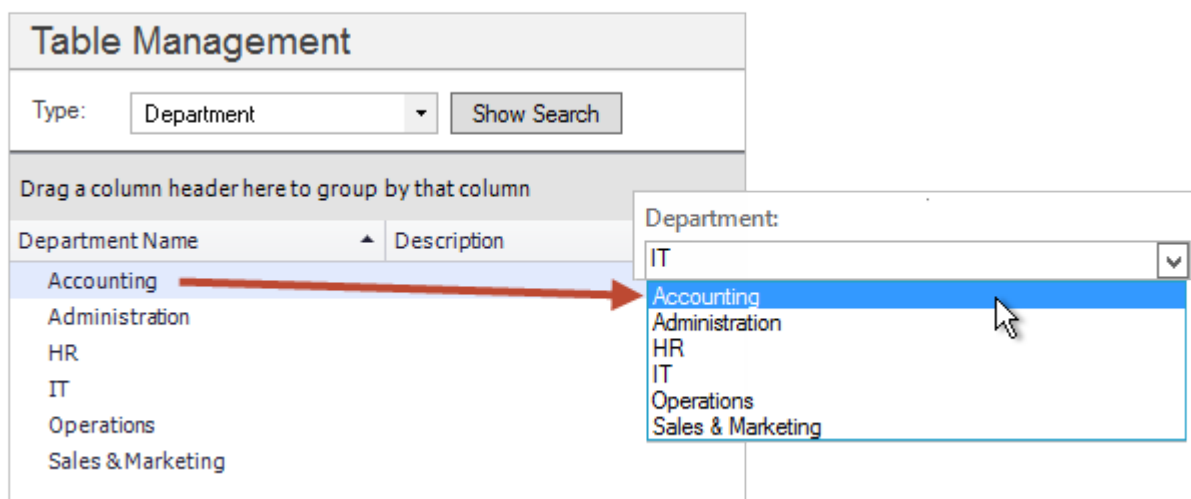 Table Management
Type: Department Show Search
Drag a column header here to group by that column
Department Name Description
Accounting
Administration
HR
IT
Operations
Sales & Marketing
Department:
IT
Accounting
Administration
HR
IT
Operations
Sales & Marketing